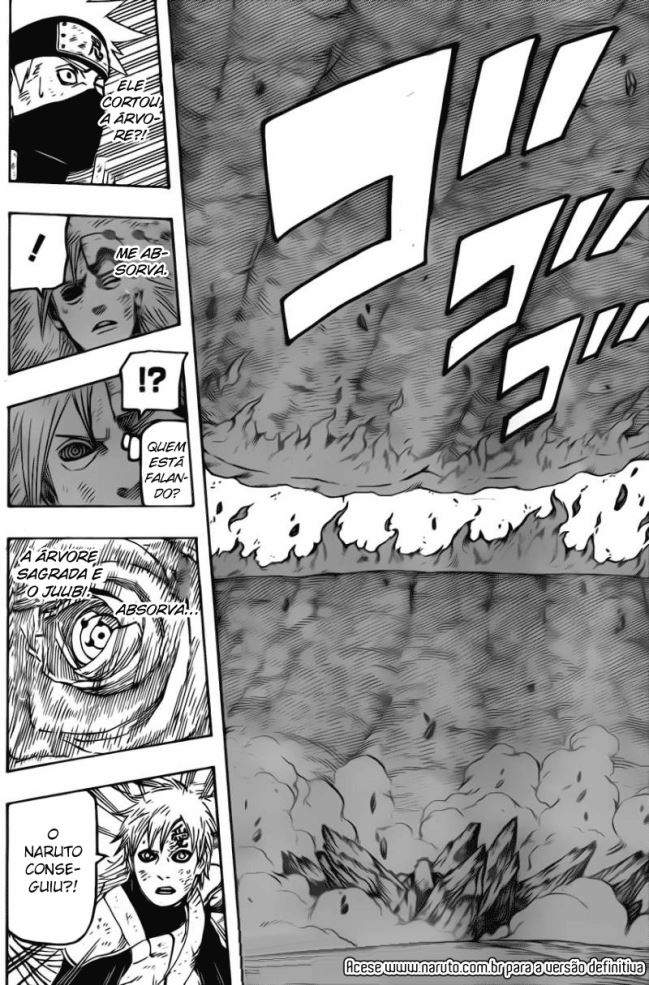 ELE
CORTOU
A ÁRVO-
RE?!
ゴゴゴ
!
ME AB-
SORVA.
!?
QUEM
ESTÁ
FALAN-
DO?
A ÁRVORE
SAGRADA E
O JUUBI.
ABSORVA...
O
NARUTO
CONSE-
GUIU?!
Acese www.naruto.com.br para a versão definitiva